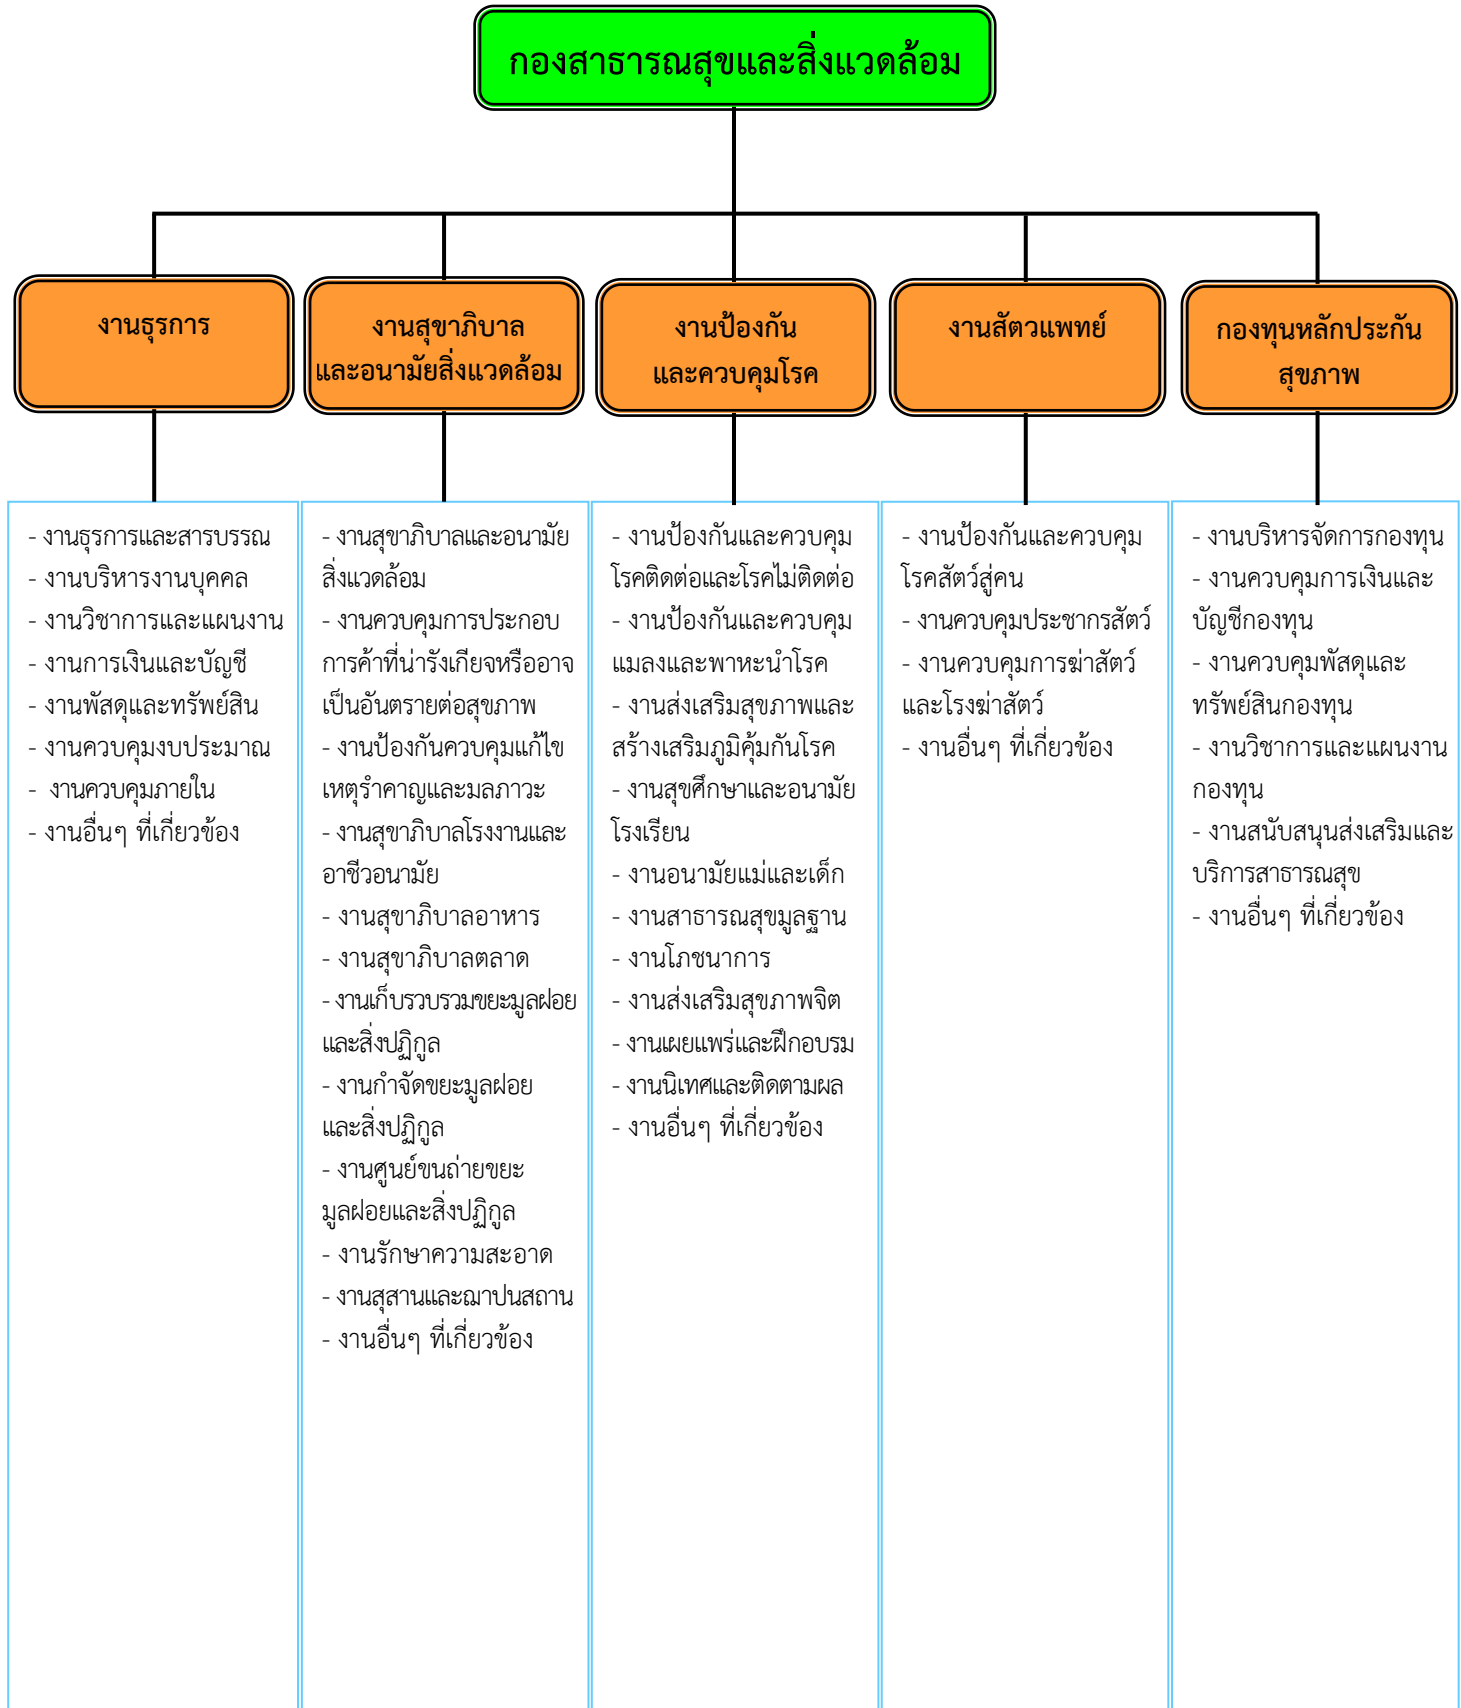 กองสาธารณสุขและสิ่งแวดล้อม
งานธุรการ
งานสุขาภิบาล
และอนามัยสิ่งแวดล้อม
งานป้องกัน
และควบคุมโรค
งานสัตวแพทย์
กองทุนหลักประกัน
สุขภาพ
- งานธุรการและสารบรรณ
- งานบริหารงานบุคคล
- งานวิชาการและแผนงาน
- งานการเงินและบัญชี
- งานพัสดุและทรัพย์สิน
- งานควบคุมงบประมาณ
- งานควบคุมภายใน
- งานอื่นๆ ที่เกี่ยวข้อง
- งานสุขาภิบาลและอนามัย
สิ่งแวดล้อม
- งานควบคุมการประกอบ
การค้าที่น่ารังเกียจหรืออาจ
เป็นอันตรายต่อสุขภาพ
- งานป้องกันควบคุมแก้ไข
เหตุรำคาญและมลภาวะ
- งานสุขาภิบาลโรงงานและ
อาชีวอนามัย
- งานสุขาภิบาลอาหาร
- งานสุขาภิบาลตลาด
- งานเก็บรวบรวมขยะมูลฝอย
และสิ่งปฏิกูล
- งานกำจัดขยะมูลฝอย
และสิ่งปฏิกูล
- งานศูนย์ขนถ่ายขยะ
มูลฝอยและสิ่งปฏิกูล
- งานรักษาความสะอาด
- งานสุสานและฌาปนสถาน
- งานอื่นๆ ที่เกี่ยวข้อง
- งานป้องกันและควบคุม
โรคติดต่อและโรคไม่ติดต่อ
- งานป้องกันและควบคุม
แมลงและพาหะนำโรค
- งานส่งเสริมสุขภาพและ
สร้างเสริมภูมิคุ้มกันโรค
- งานสุขศึกษาและอนามัย
โรงเรียน
- งานอนามัยแม่และเด็ก
- งานสาธารณสุขมูลฐาน
- งานโภชนาการ
- งานส่งเสริมสุขภาพจิต
- งานเผยแพร่และฝึกอบรม
- งานนิเทศและติดตามผล
- งานอื่นๆ ที่เกี่ยวข้อง
- งานป้องกันและควบคุม
โรคสัตว์สู่คน
- งานควบคุมประชากรสัตว์
- งานควบคุมการฆ่าสัตว์
และโรงฆ่าสัตว์
- งานอื่นๆ ที่เกี่ยวข้อง
- งานบริหารจัดการกองทุน
- งานควบคุมการเงินและ
บัญชีกองทุน
- งานควบคุมพัสดุและ
ทรัพย์สินกองทุน
- งานวิชาการและแผนงาน
กองทุน
- งานสนับสนุนส่งเสริมและ
บริการสาธารณสุข
- งานอื่นๆ ที่เกี่ยวข้อง